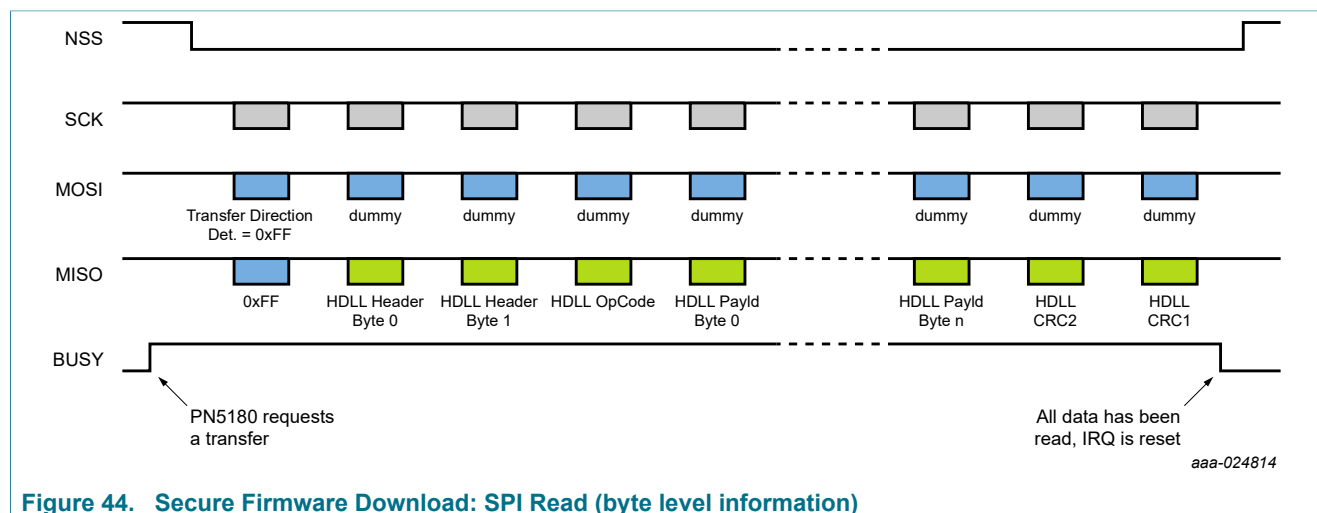 NSS
SCK
MOSI
Transfer Direction
Det. = 0xFF
dummy
dummy
dummy
dummy
dummy
dummy
dummy
MISO
0xFF
HDLL Header
Byte 0
HDLL Header
Byte 1
HDLL OpCode
HDLL Payld
Byte 0
HDLL Payld
Byte n
HDLL
CRC2
HDLL
CRC1
BUSY
PN5180 requests
a transfer
All data has been
read, IRQ is reset
aaa-024814
Figure 44. Secure Firmware Download: SPI Read (byte level information)